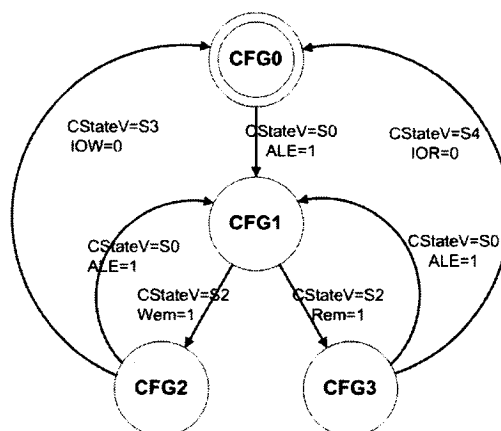 CFG0
CStateV=S3
IOW=0
CStateV=S0
ALE=1
CStateV=S4
IOR=0
CFG1
CStateV=S0
ALE=1
CStateV=S0
ALE=1
CStateV=S2
Wem=1
CStateV=S2
Rem=1
CFG2
CFG3